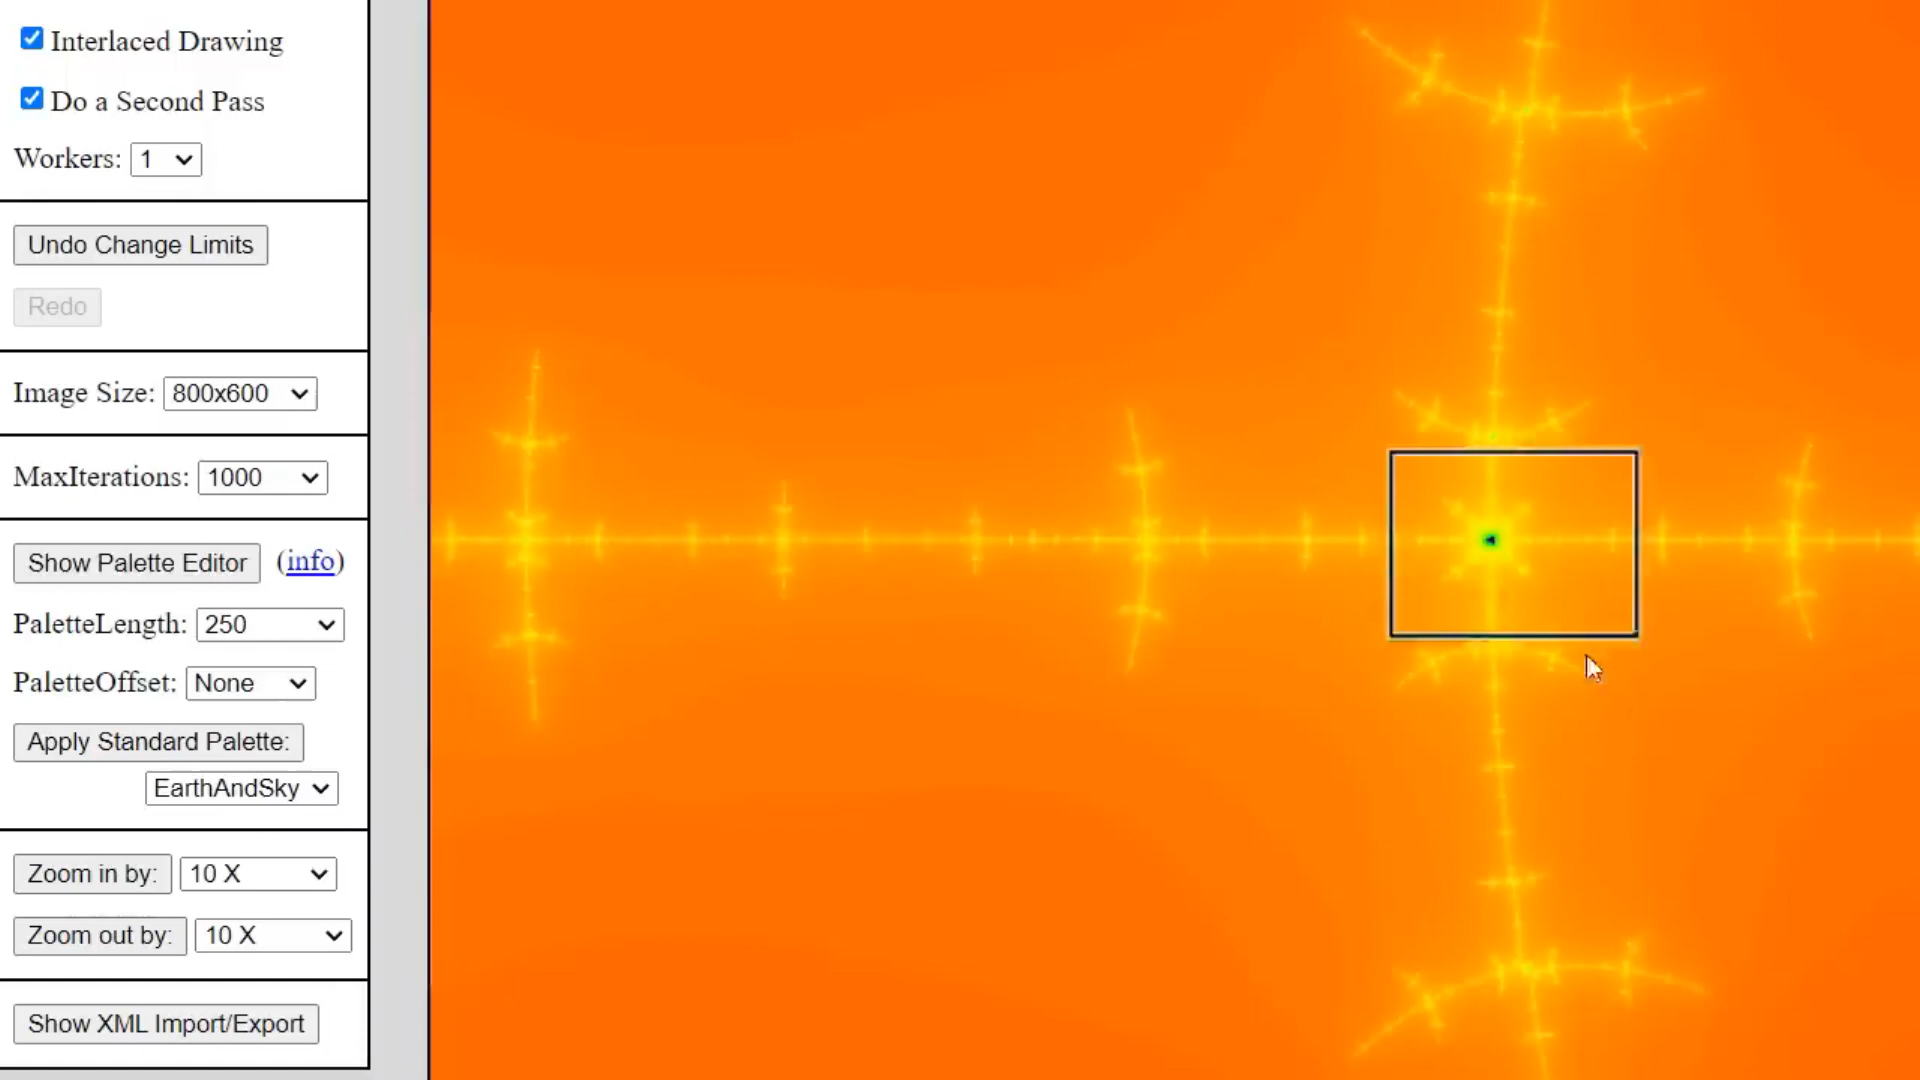 Interlaced Drawing
Do a Second Pass
Workers: 1
Undo Change Limits
Redo
Image Size: 800x600
MaxIterations: 1000
Show Palette Editor (info)
PaletteLength: 250
PaletteOffset: None
Apply Standard Palette:
EarthAndSky
Zoom in by: 10 X
Zoom out by: 10 X
Show XML Import/Export